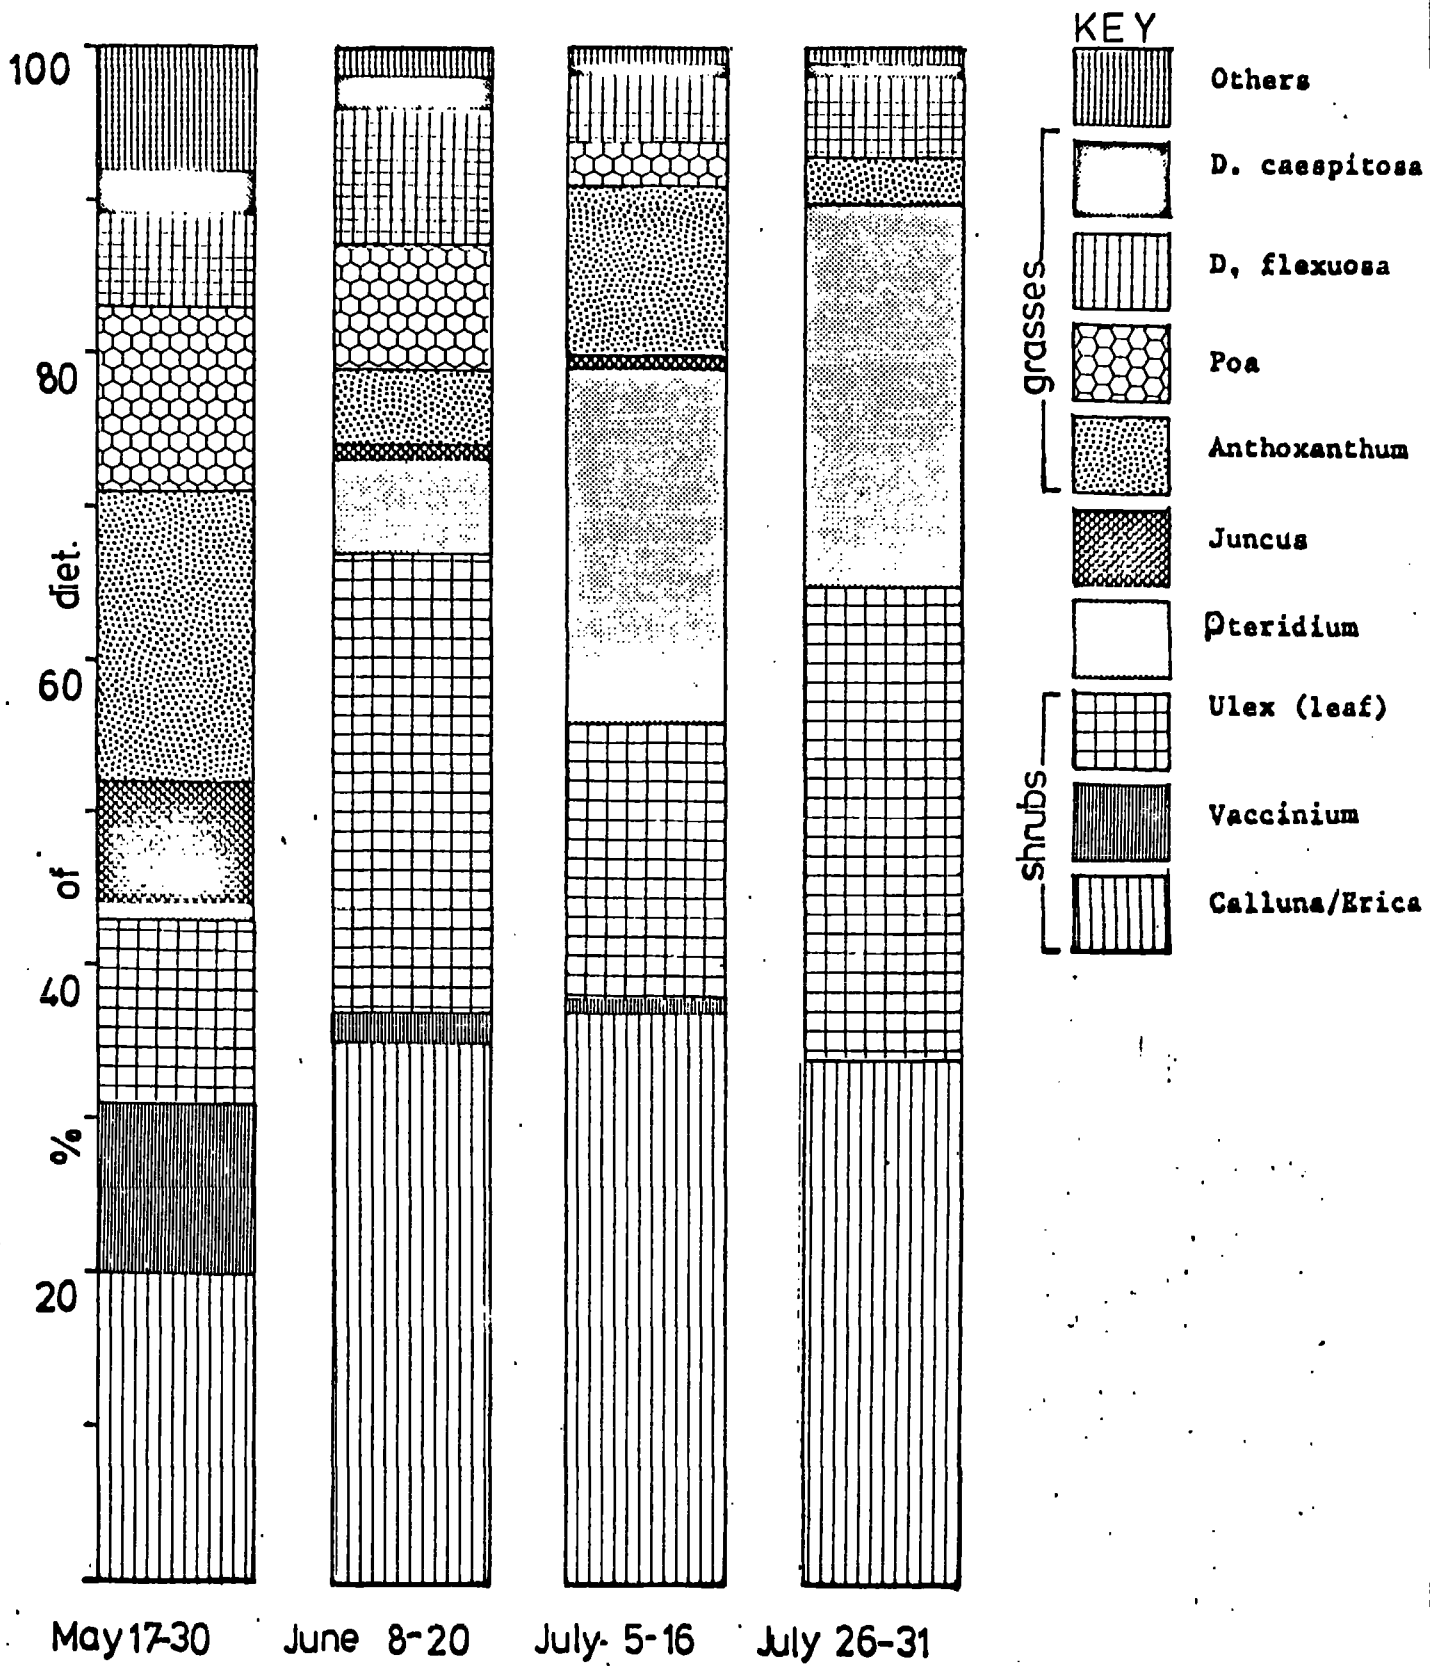 KEY
100
80
60
40
20
% of diet.
Others
D. caespitosa
D, flexuosa
Poa
Anthoxanthum
Juncus
Pteridium
Ulex (leaf)
Vaccinium
Calluna/Erica
grasses
shrubs
May 17-30 June 8-20 July. 5-16 July 26-31